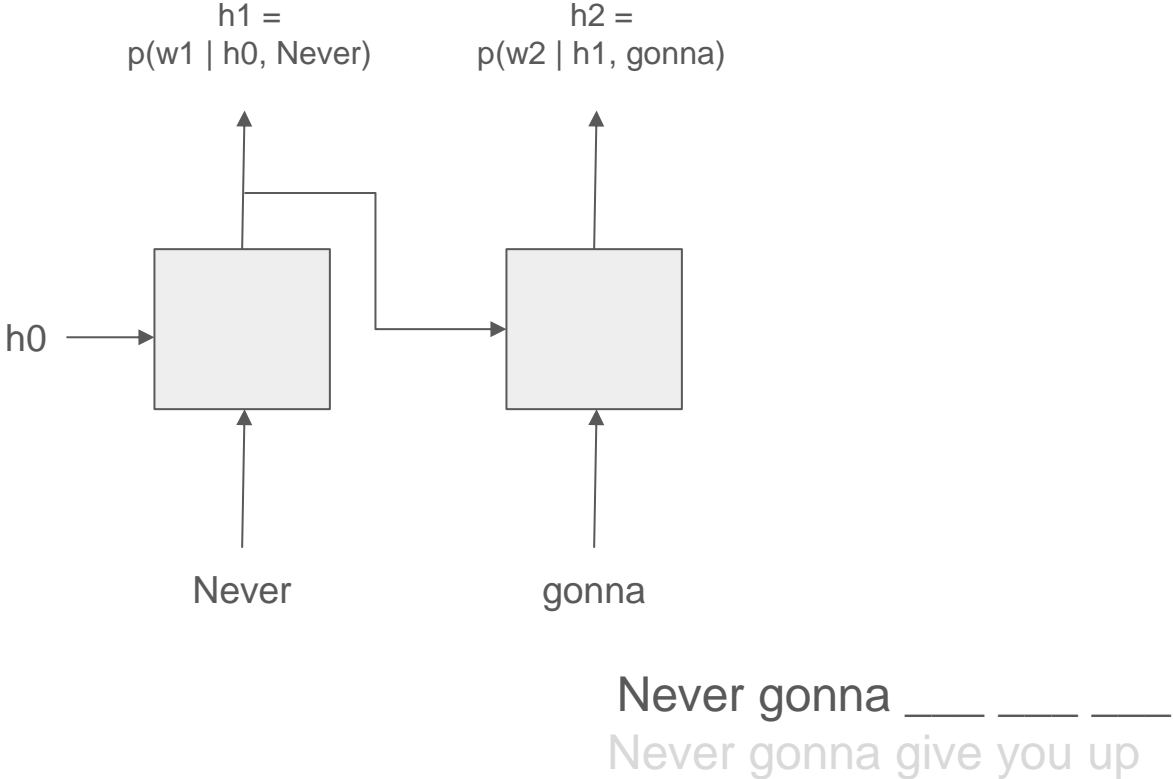 h1 =
p(w1 | h0, Never)
h2 =
p(w2 | h1, gonna)
h0
Never
gonna
Never gonna ___ ___ ___
Never gonna give you up